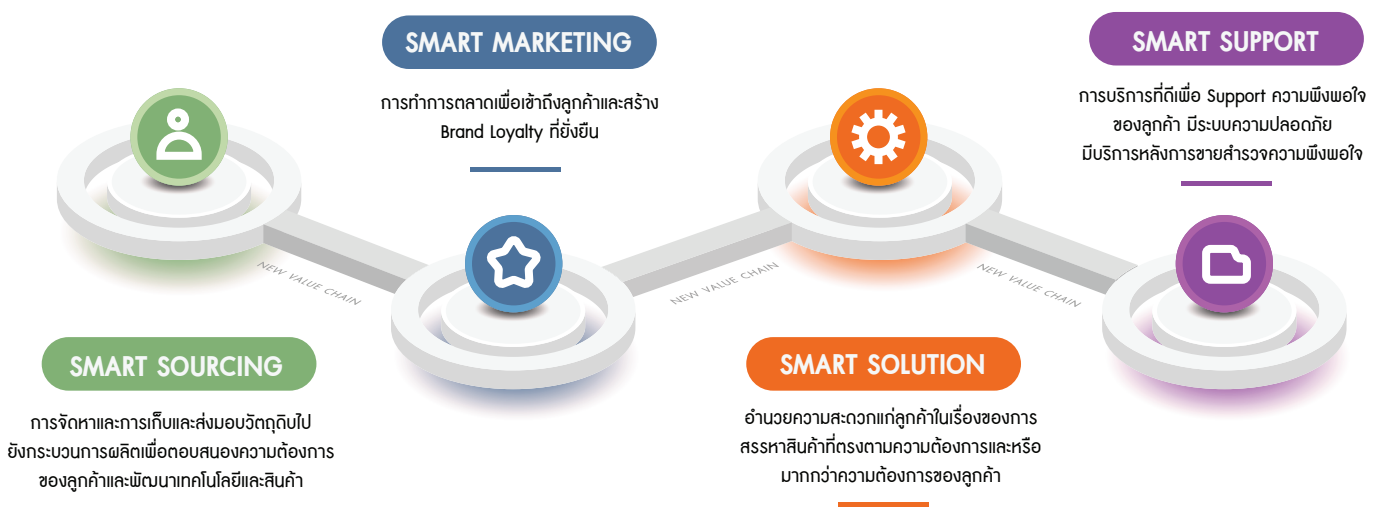 SMART SOURCING
การจัดหาและการเก็บและส่งมอบวัตถุดิบไป
ยังกระบวนการผลิตเพื่อตอบสนองความต้องการ
ของลูกค้าและพัฒนาเทคโนโลยีและสินค้า
NEW VALUE CHAIN
SMART MARKETING
การทำการตลาดเพื่อเข้าถึงลูกค้าและสร้าง
Brand Loyalty ที่ยั่งยืน
NEW VALUE CHAIN
SMART SOLUTION
อำนวยความสะดวกแก่ลูกค้าในเรื่องของการ
สรรหาสินค้าที่ตรงตามความต้องการและหรือ
มากกว่าความต้องการของลูกค้า
NEW VALUE CHAIN
SMART SUPPORT
การบริการที่ดีเพื่อ Support ความพึงพอใจ
ของลูกค้า มีระบบความปลอดภัย
มีบริการหลังการขายสำรวจความพึงพอใจ